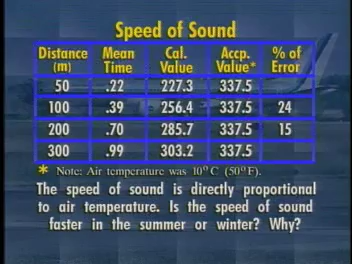 Speed of Sound
Distance (m) Mean Time Cal. Value Accp. Value* % of Error
50 .22 227.3 337.5
100 .39 256.4 337.5 24
200 .70 285.7 337.5 15
300 .99 303.2 337.5
* Note: Air temperature was 10° C (50° F).
The speed of sound is directly proportional
to air temperature. Is the speed of sound
faster in the summer or winter? Why?